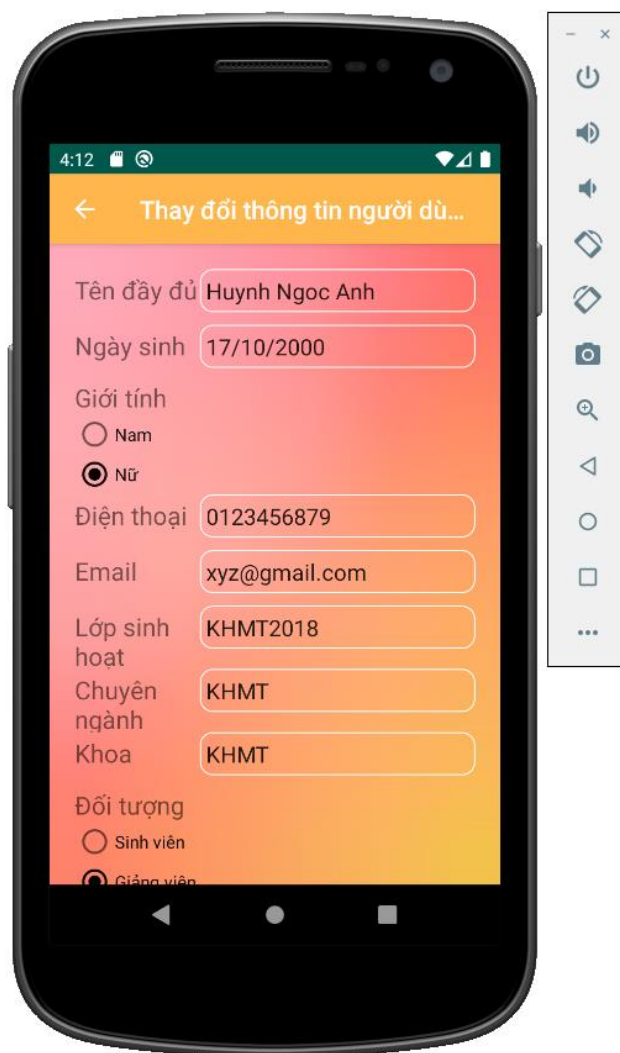 4:12
Thay đổi thông tin người dù...
Tên đầy đủ Huynh Ngoc Anh
Ngày sinh 17/10/2000
Giới tính
Nam
Nữ
Điện thoại 0123456879
Email xyz@gmail.com
Lớp sinh hoạt KHMT2018
Chuyên ngành KHMT
Khoa KHMT
Đối tượng
Sinh viên
Giảng viên